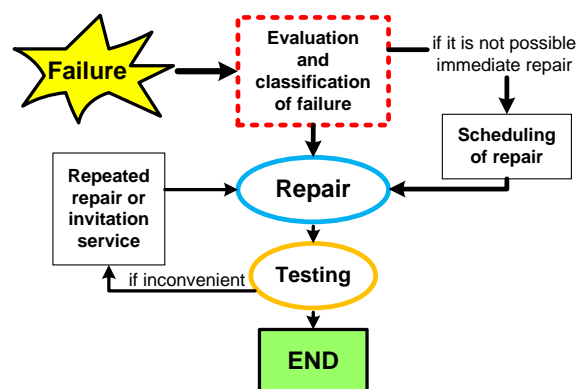 Failure
Evaluation
and
classification
of failure
if it is not possible
immediate repair
Scheduling
of repair
Repeated
repair or
invitation
service
Repair
if inconvenient
Testing
END